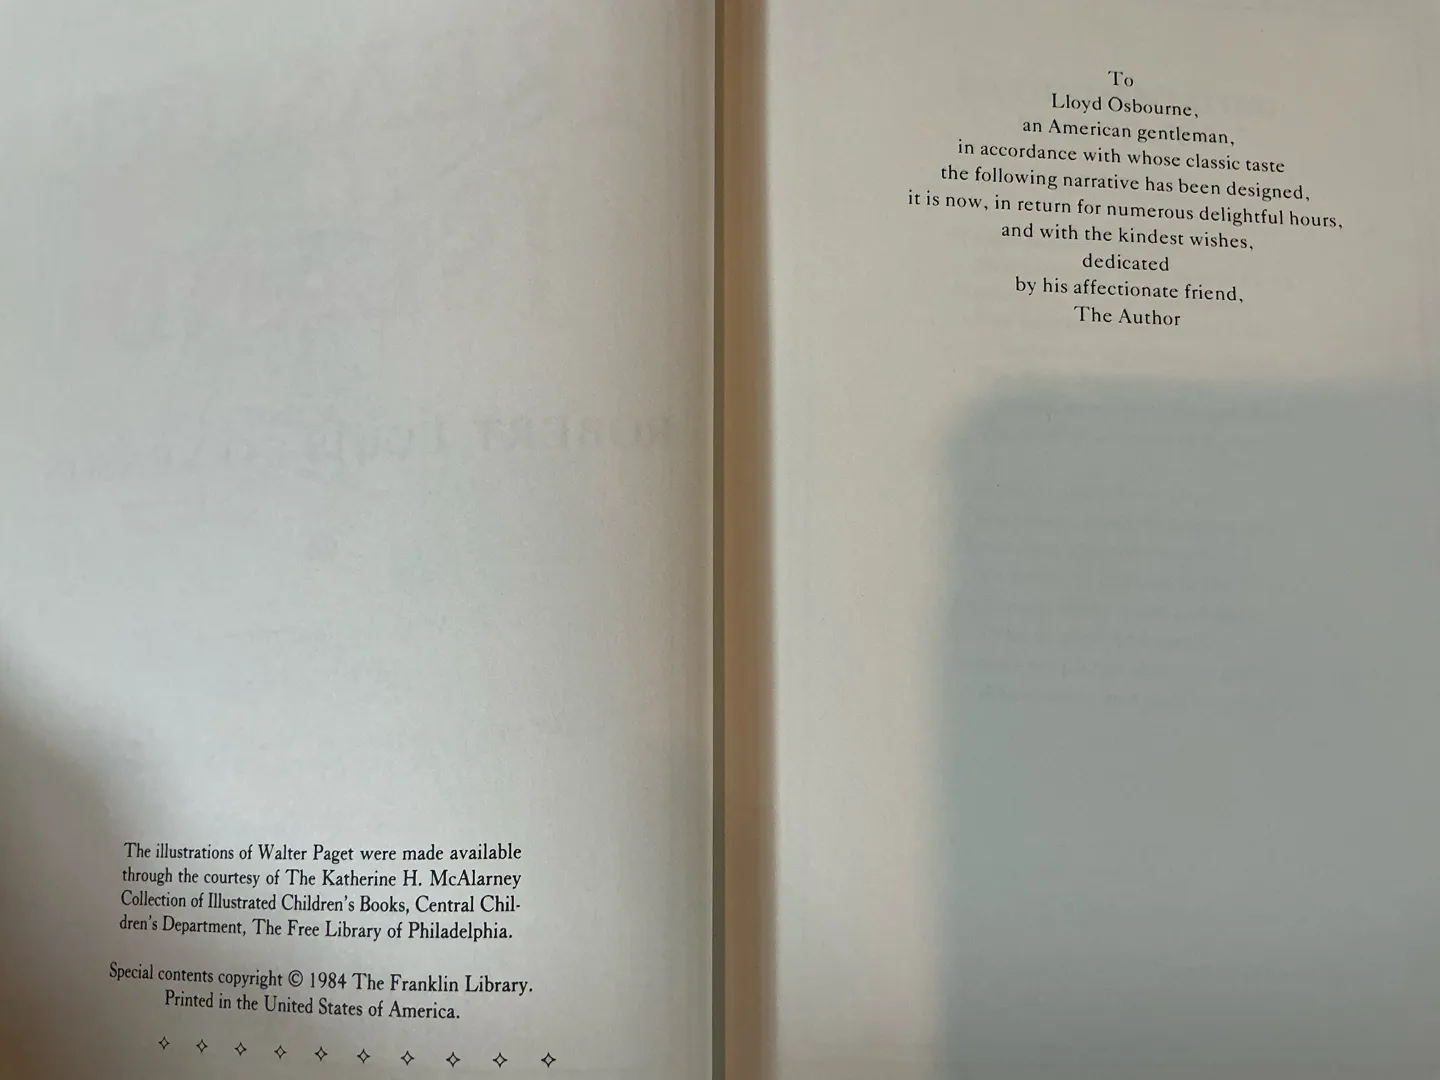 The illustrations of Walter Paget were made available
through the courtesy of The Katherine H. McAlarney
Collection of Illustrated Children's Books, Central Chil-
dren's Department, The Free Library of Philadelphia.
Special contents copyright © 1984 The Franklin Library.
Printed in the United States of America.
To
Lloyd Osbourne,
an American gentleman,
in accordance with whose classic taste
the following narrative has been designed,
it is now, in return for numerous delightful hours,
and with the kindest wishes,
dedicated
by his affectionate friend,
The Author